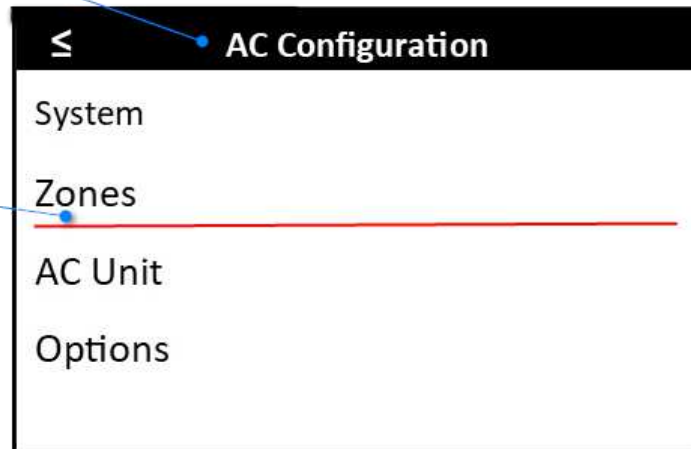 ≤ AC Configuration
System
Zones
AC Unit
Options